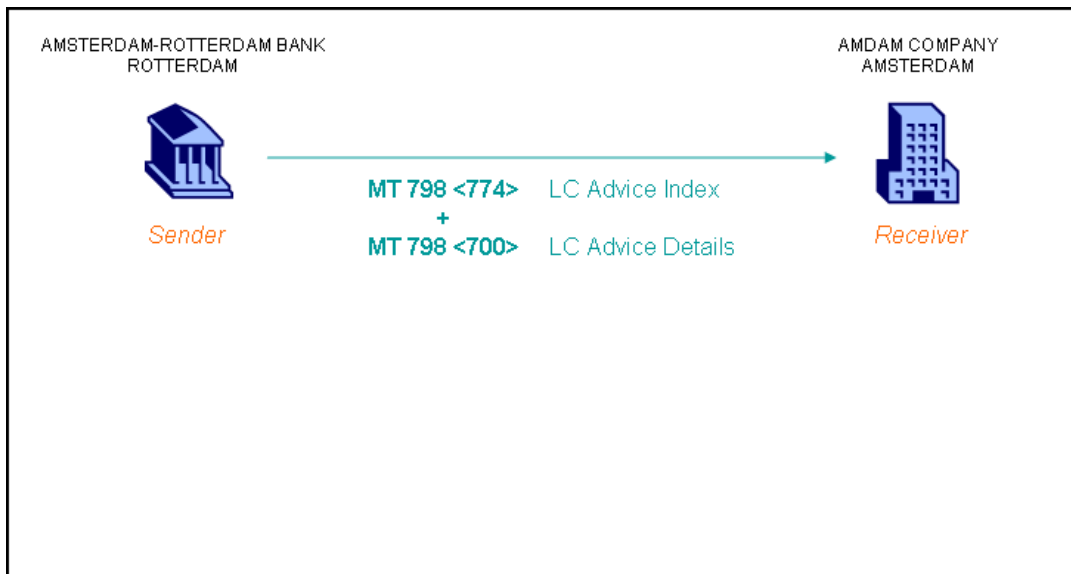 AMSTERDAM-ROTTERDAM BANK
ROTTERDAM
AMDAM COMPANY
AMSTERDAM
MT 798 <774> LC Advice Index
+
MT 798 <700> LC Advice Details
Sender
Receiver